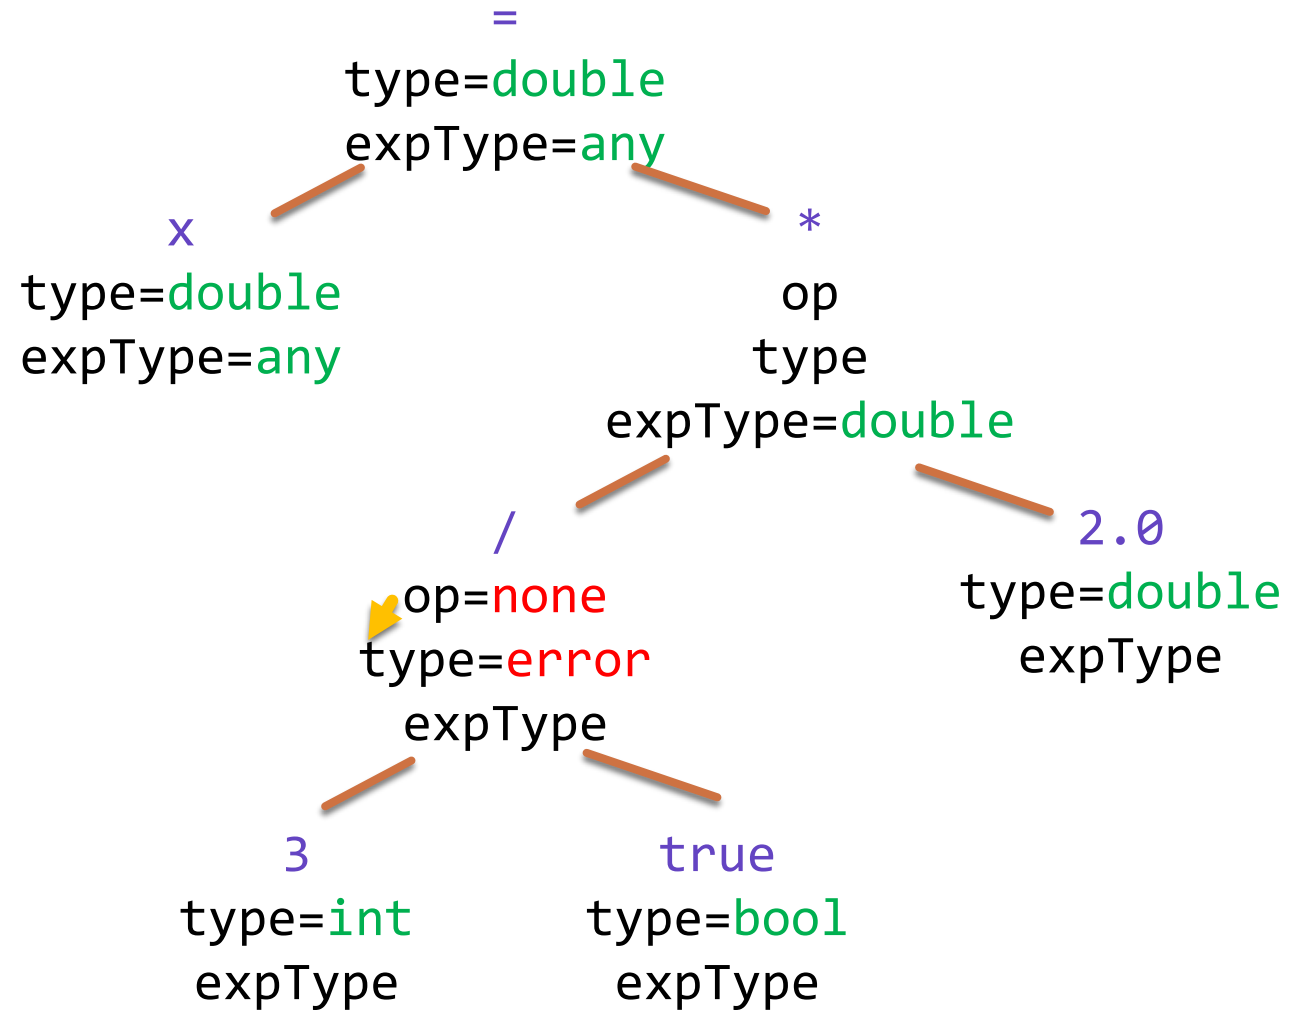 =
type=double
expType=any
x
type=double
expType=any
*
op
type
expType=double
/
op=none
type=error
expType
2.0
type=double
expType
3
type=int
expType
true
type=bool
expType